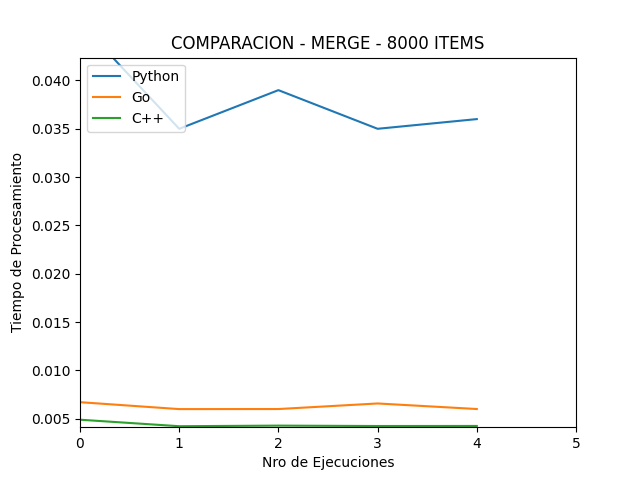 COMPARACION - MERGE - 8000 ITEMS
Python
Go
C++
0.040
0.035
0.030
0.025
0.020
0.015
0.010
0.005
Tiempo de Procesamiento
0 1 2 3 4 5
Nro de Ejecuciones